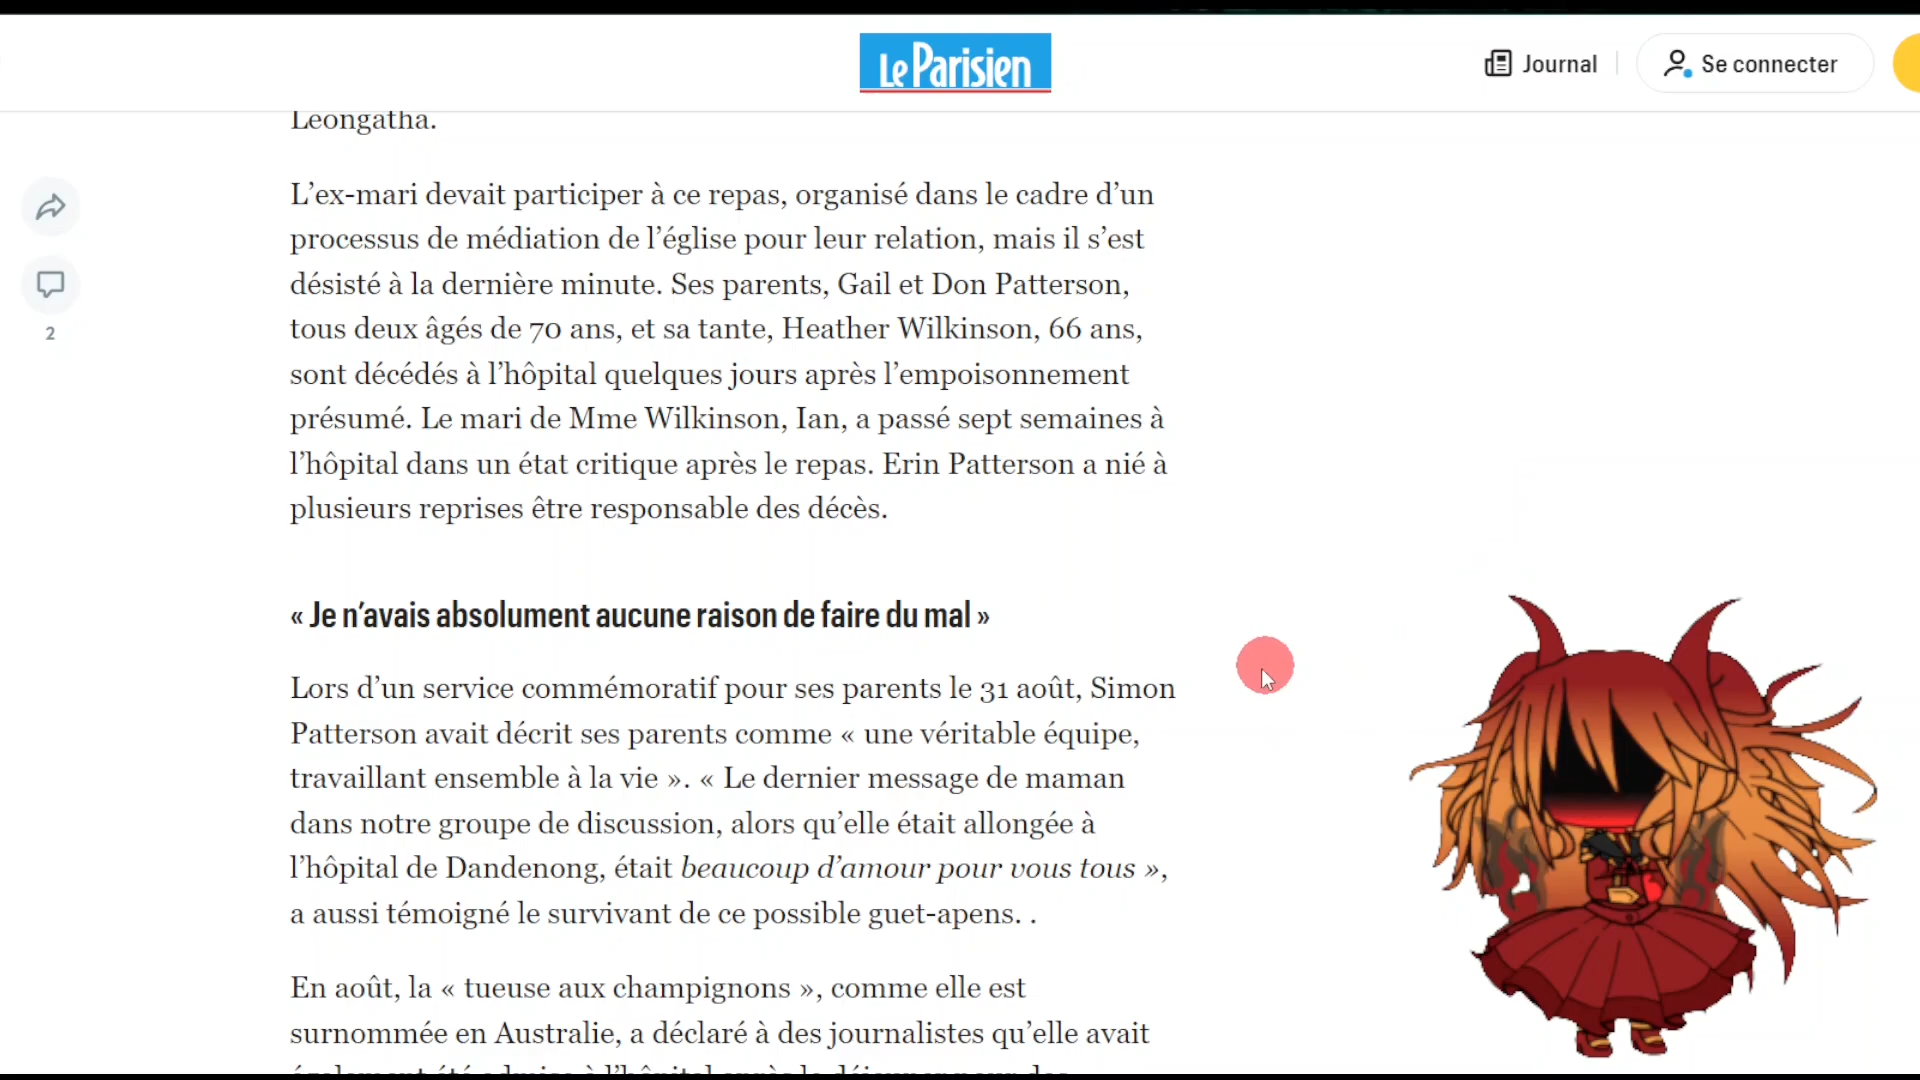 Le Parisien
Journal
Se connecter
Leongatha.
L’ex-mari devait participer à ce repas, organisé dans le cadre d’un
processus de médiation de l’église pour leur relation, mais il s’est
désisté à la dernière minute. Ses parents, Gail et Don Patterson,
tous deux âgés de 70 ans, et sa tante, Heather Wilkinson, 66 ans,
sont décédés à l’hôpital quelques jours après l’empoisonnement
présumé. Le mari de Mme Wilkinson, Ian, a passé sept semaines à
l’hôpital dans un état critique après le repas. Erin Patterson a nié à
plusieurs reprises être responsable des décès.
2
« Je n’avais absolument aucune raison de faire du mal »
Lors d’un service commémoratif pour ses parents le 31 août, Simon
Patterson avait décrit ses parents comme « une véritable équipe,
travaillant ensemble à la vie ». « Le dernier message de maman
dans notre groupe de discussion, alors qu’elle était allongée à
l’hôpital de Dandenong, était beaucoup d’amour pour vous tous »,
a aussi témoigné le survivant de ce possible guet-apens. .
En août, la « tueuse aux champignons », comme elle est
surnommée en Australie, a déclaré à des journalistes qu’elle avait